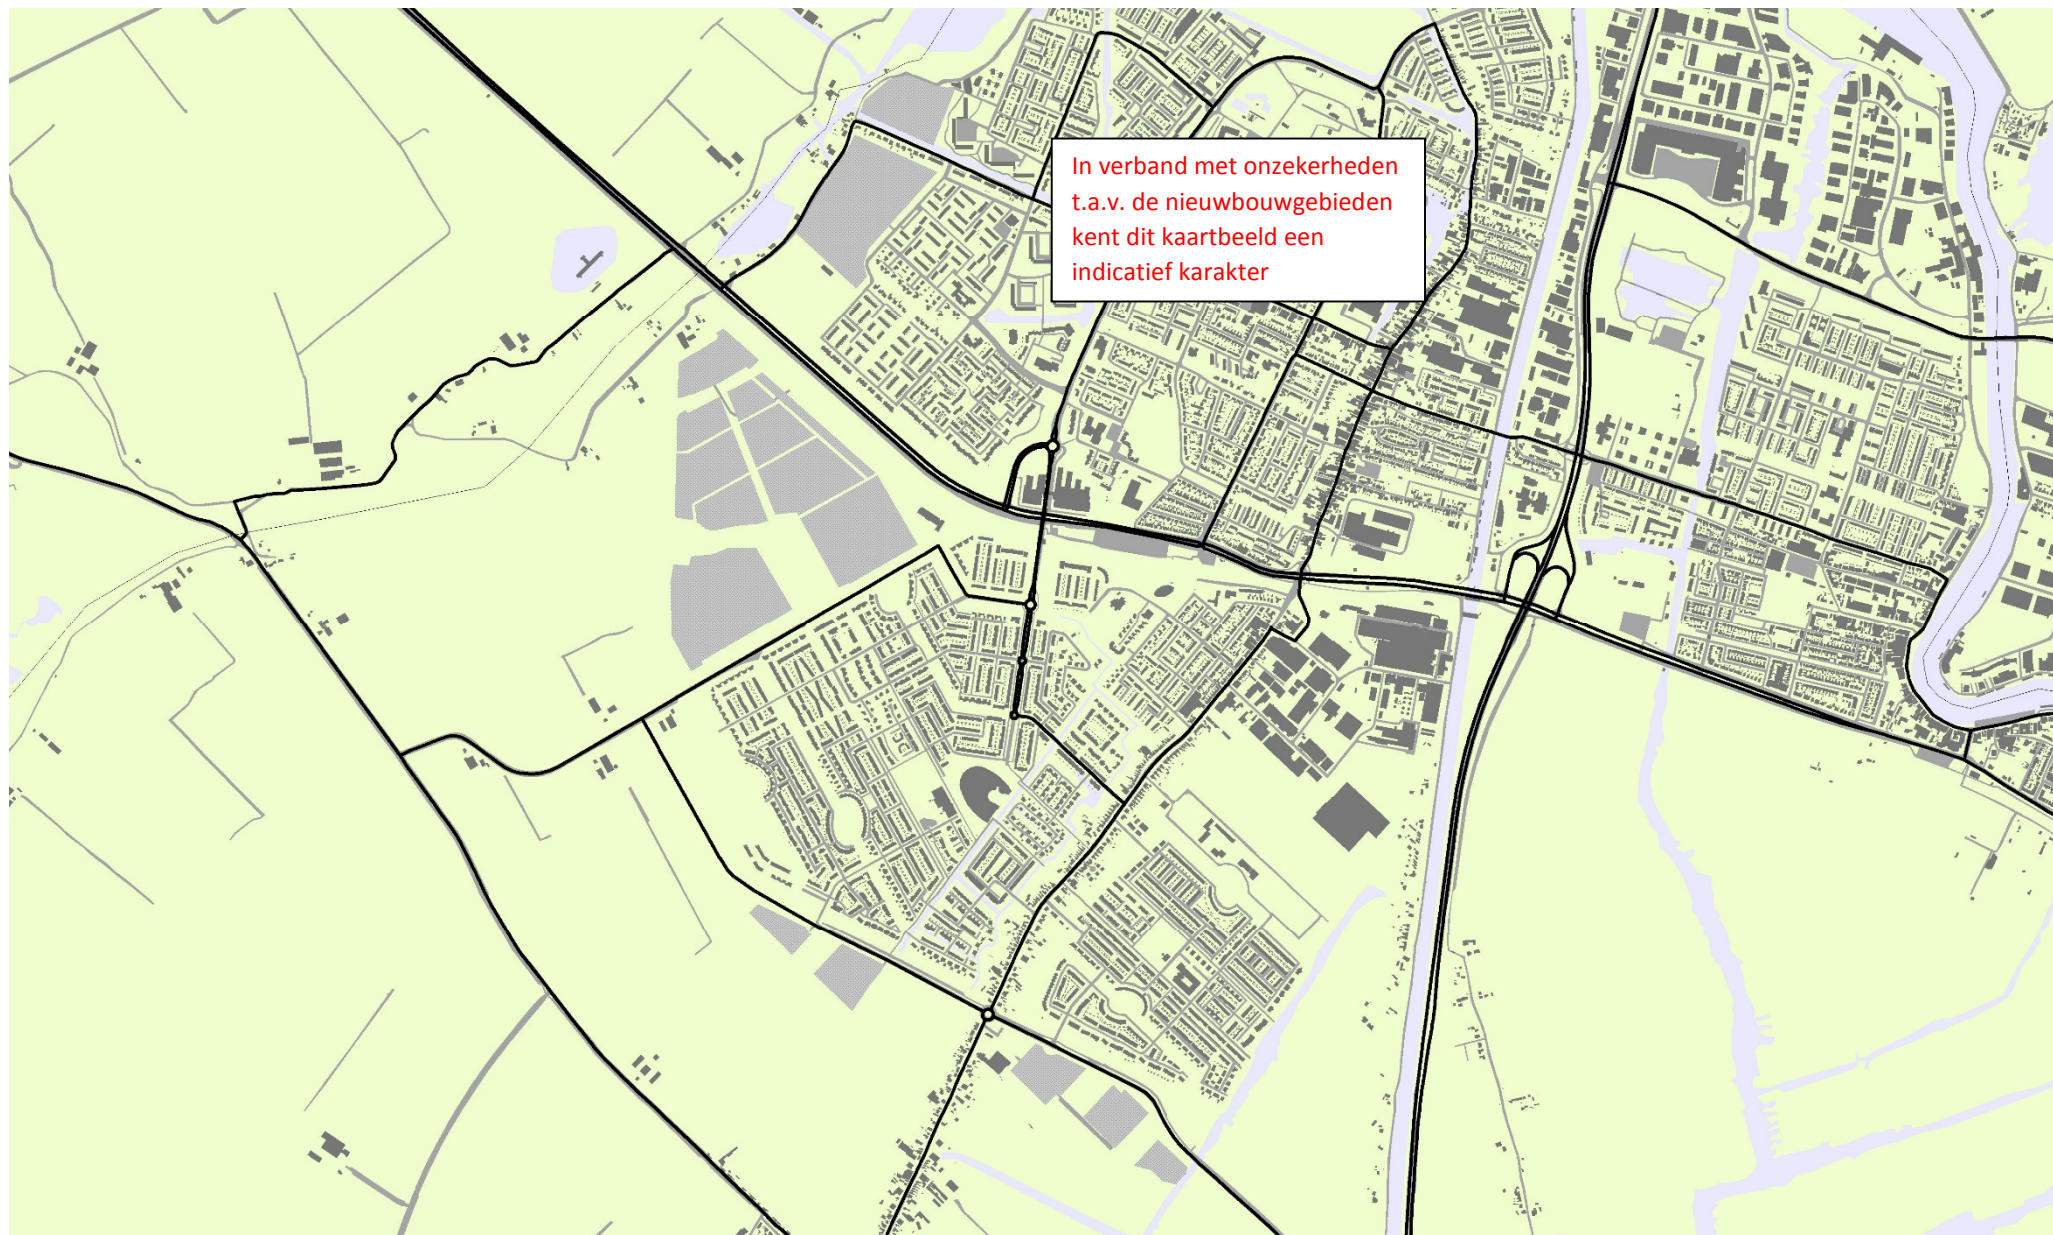 In verband met onzekerheden
t.a.v. de nieuwbouwgebieden
kent dit kaartbeeld een
indicatief karakter